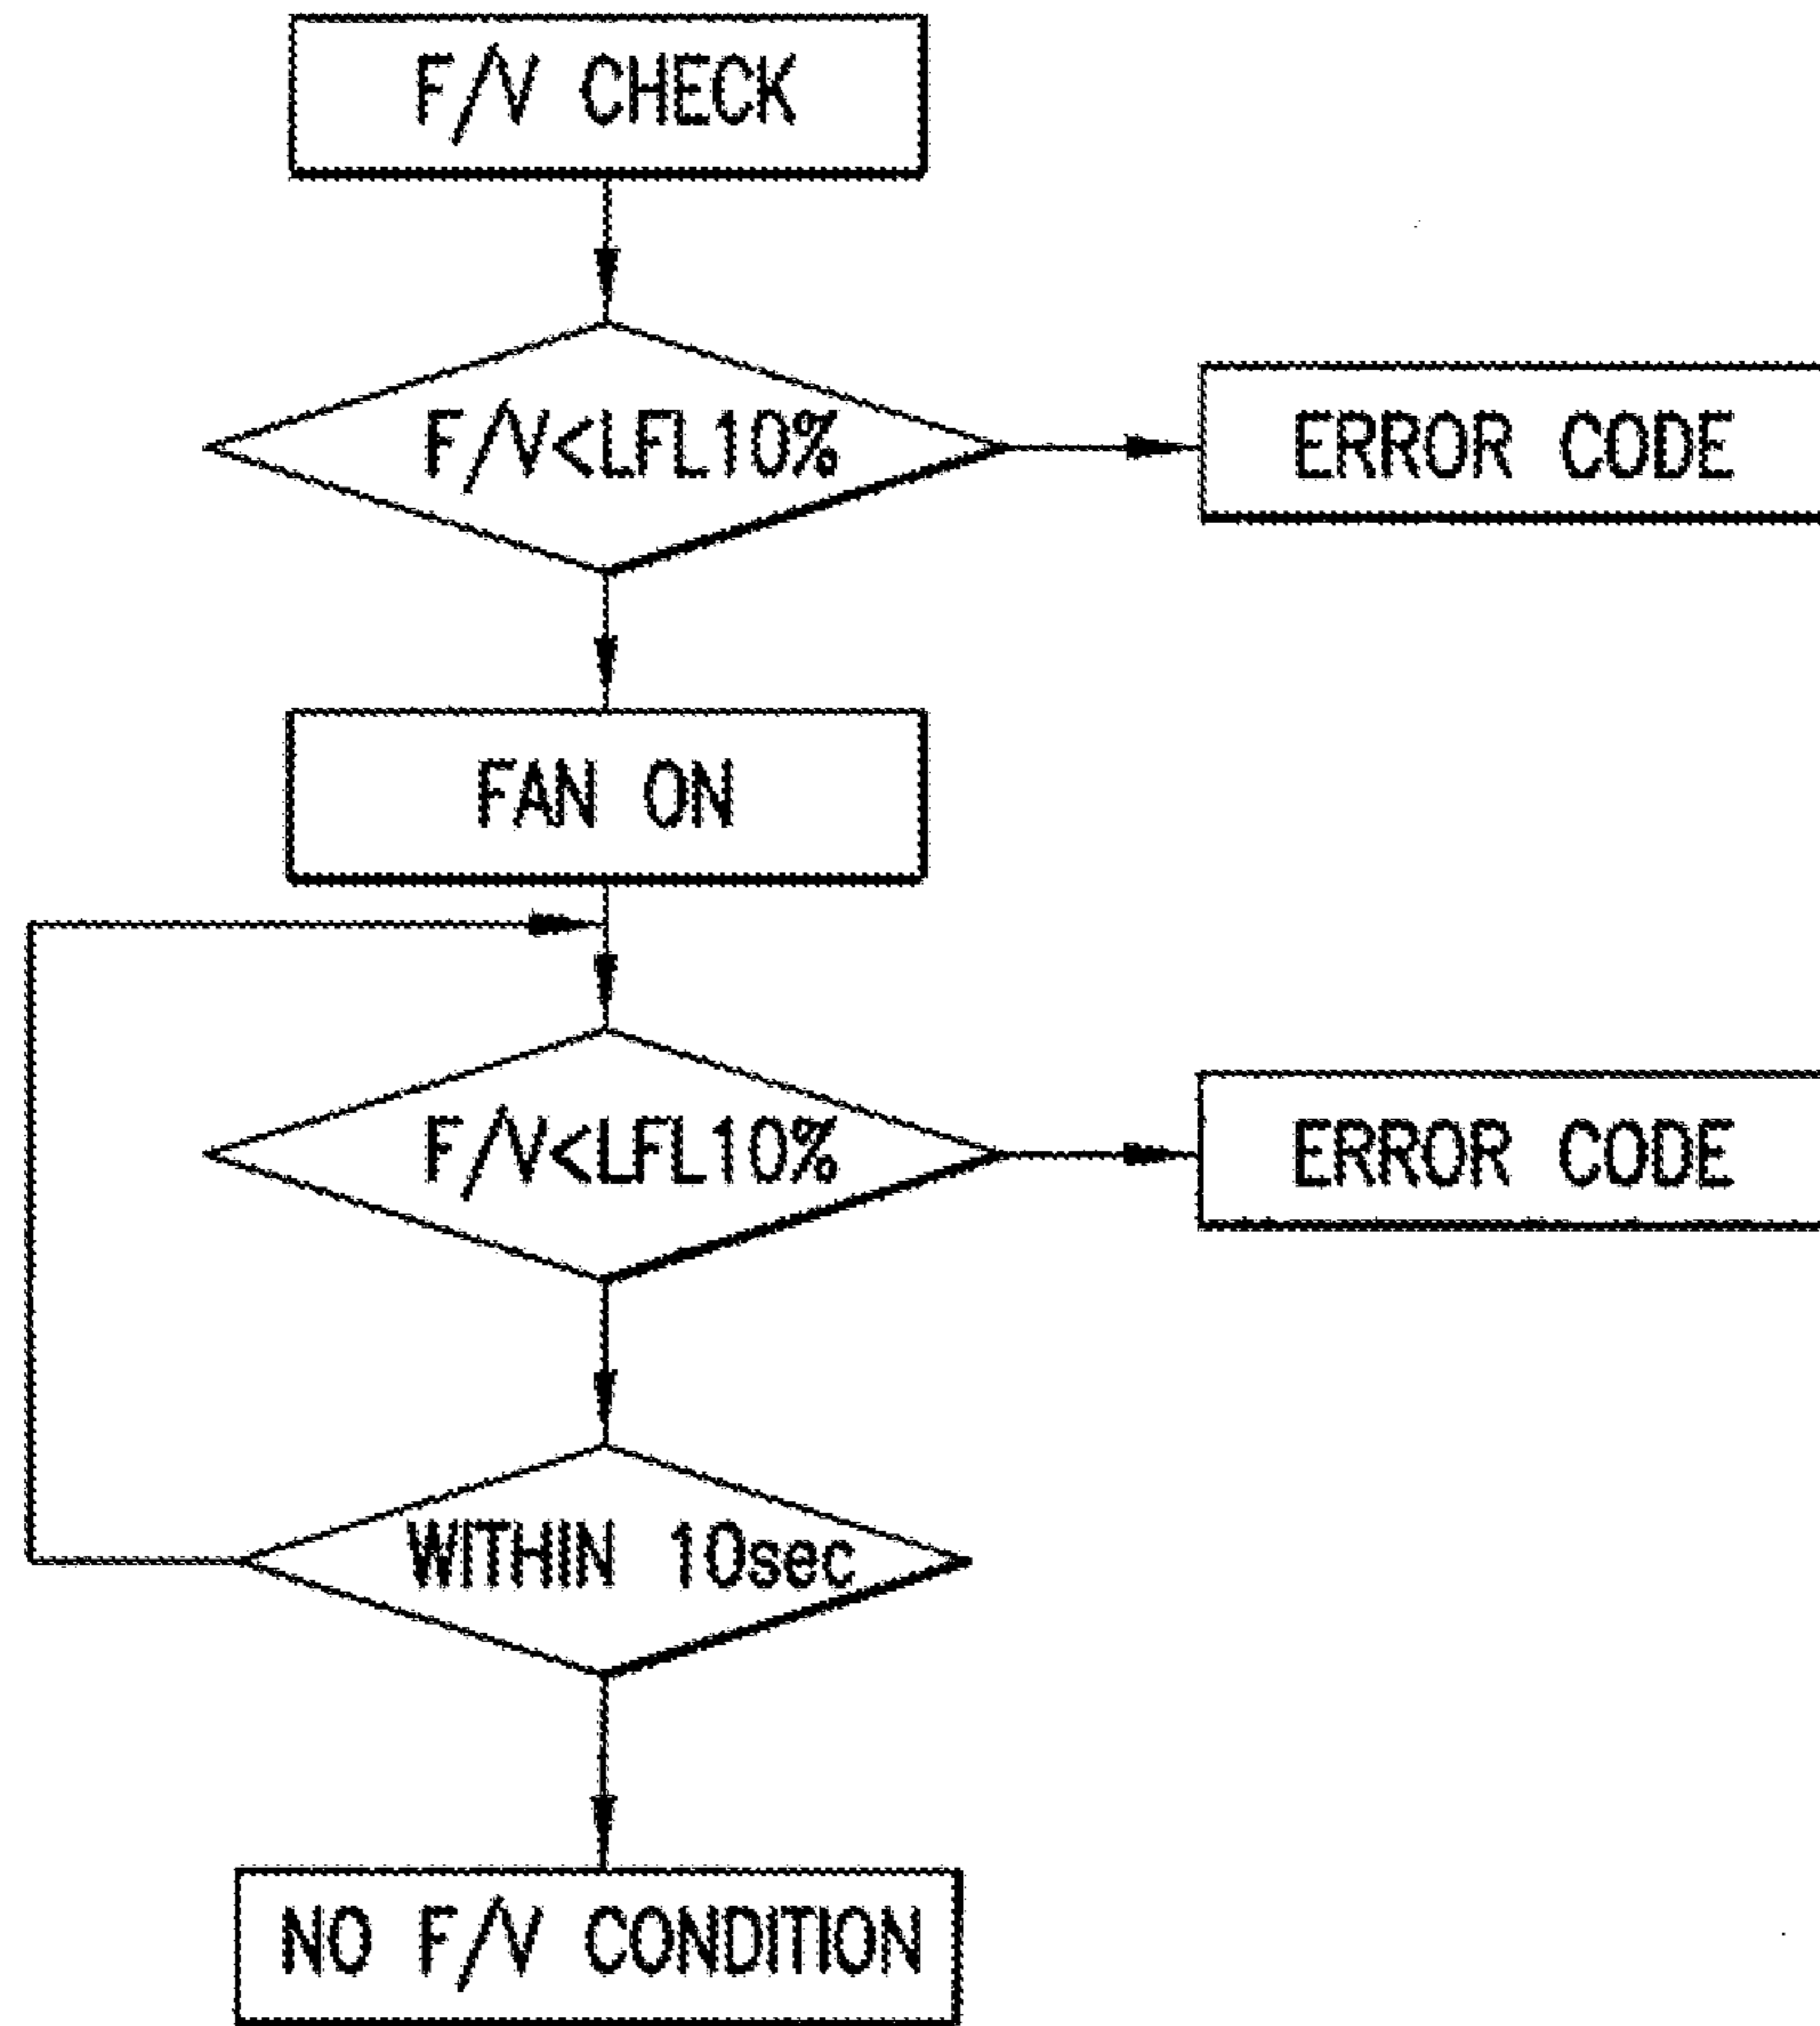 F/V CHECK
F/V<LFL10%
ERROR CODE
FAN ON
F/V<LFL10%
ERROR CODE
WITHIN 10sec
NO F/V CONDITION